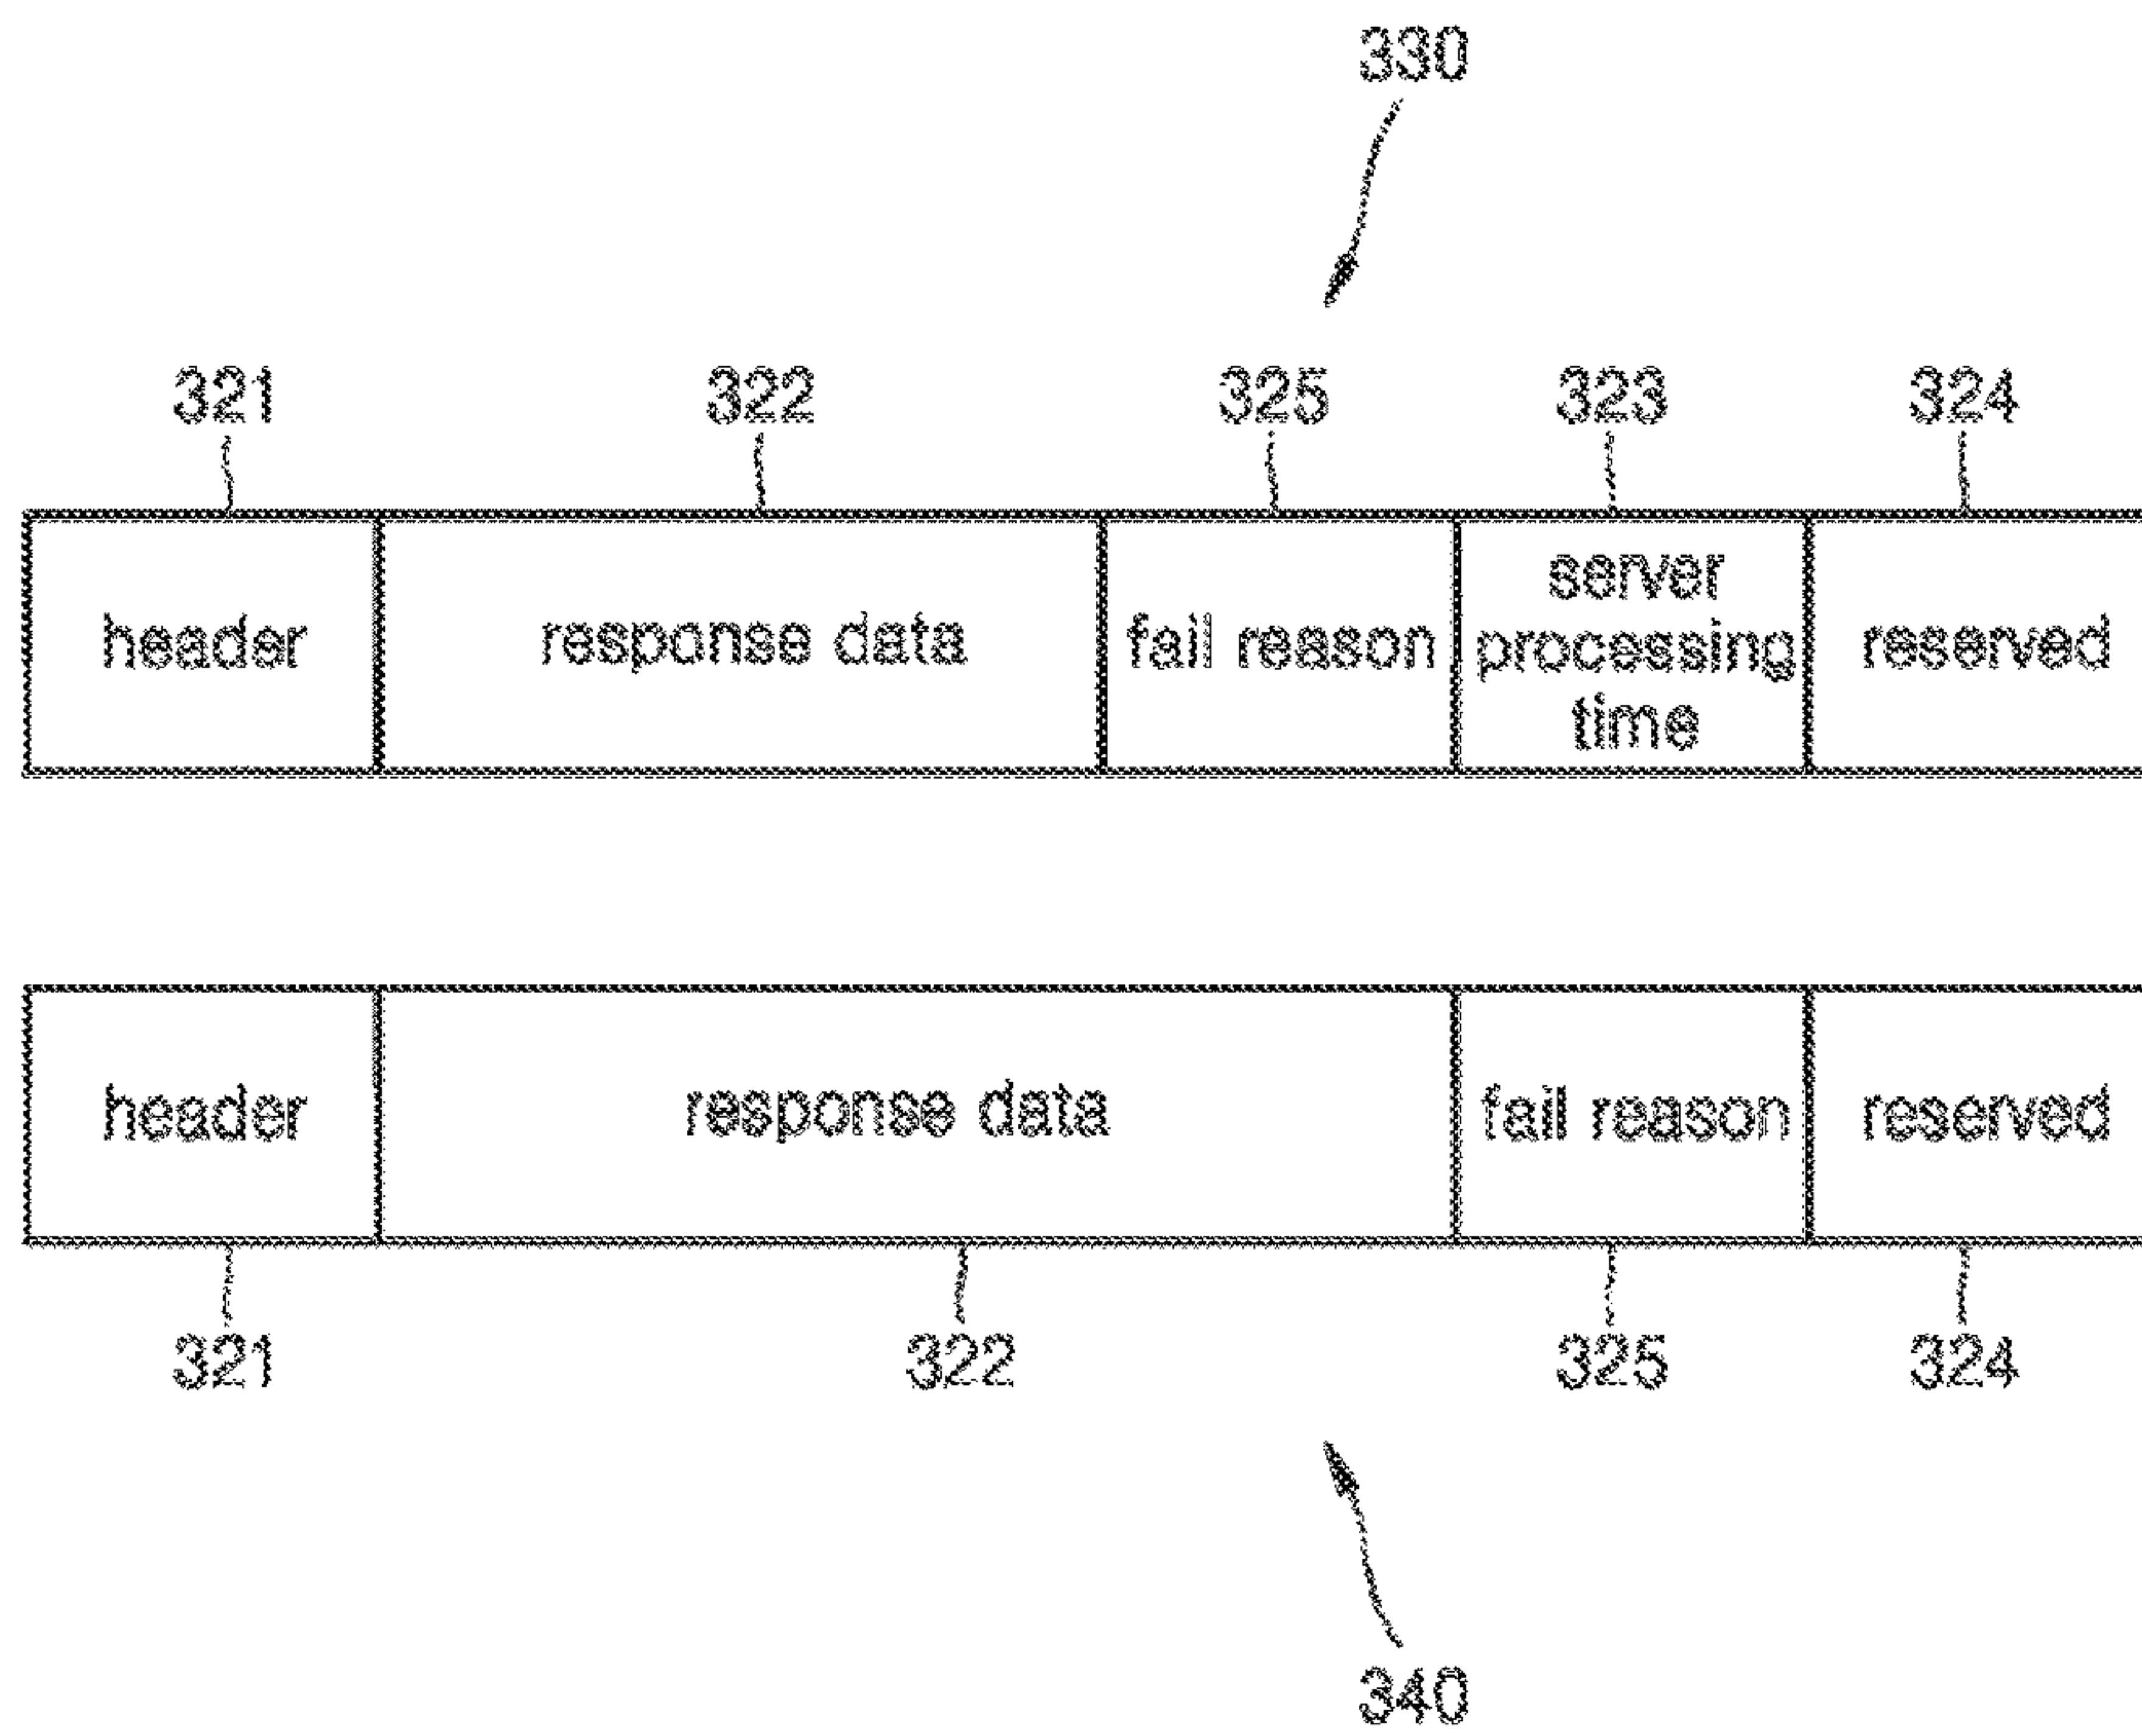 330
321 322 325 323 324
header response data fail reason server processing time reserved
header response data fail reason reserved
321 322 325 324
340